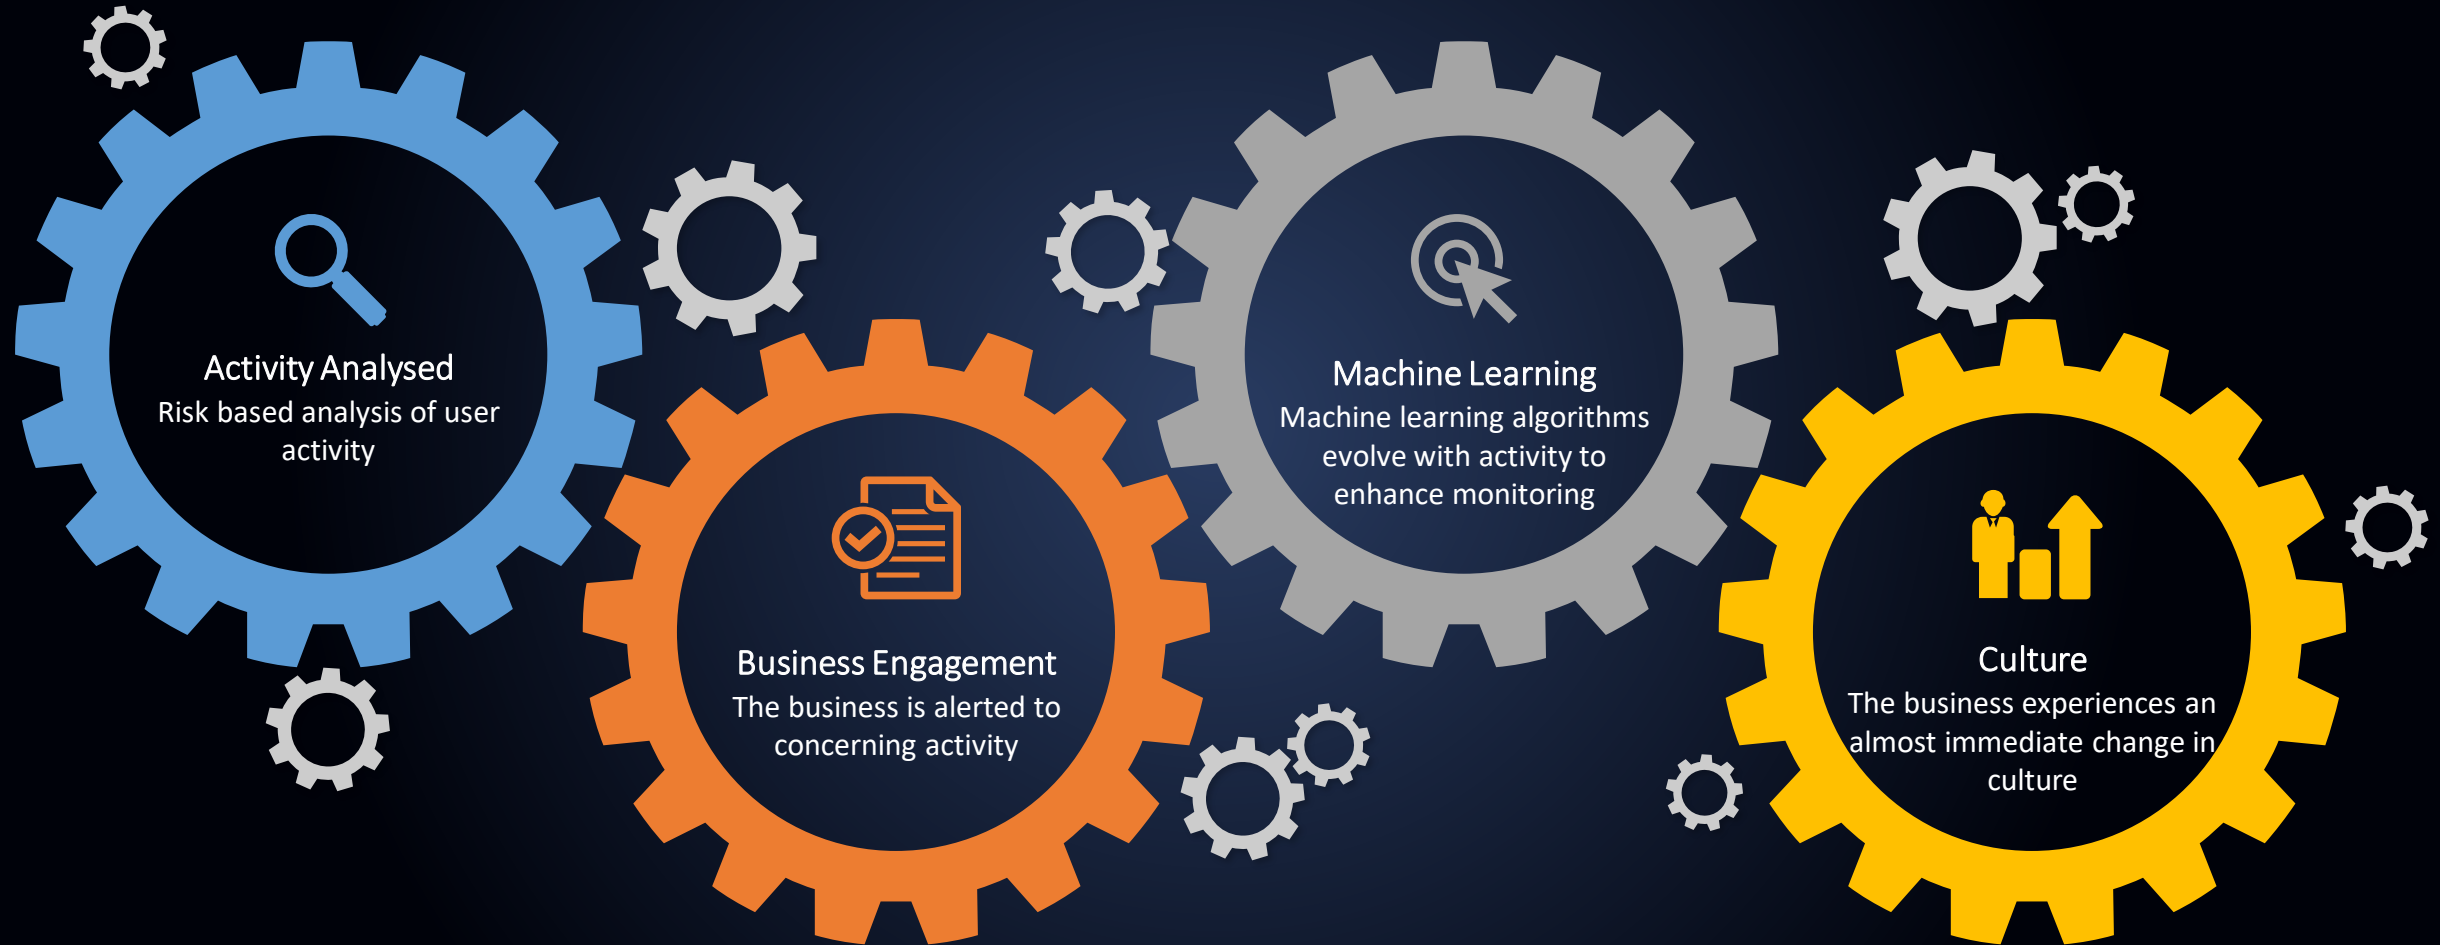 Activity Analysed
Risk based analysis of user
activity
Business Engagement
The business is alerted to
concerning activity
Machine Learning
Machine learning algorithms
evolve with activity to
enhance monitoring
Culture
The business experiences an
almost immediate change in
culture